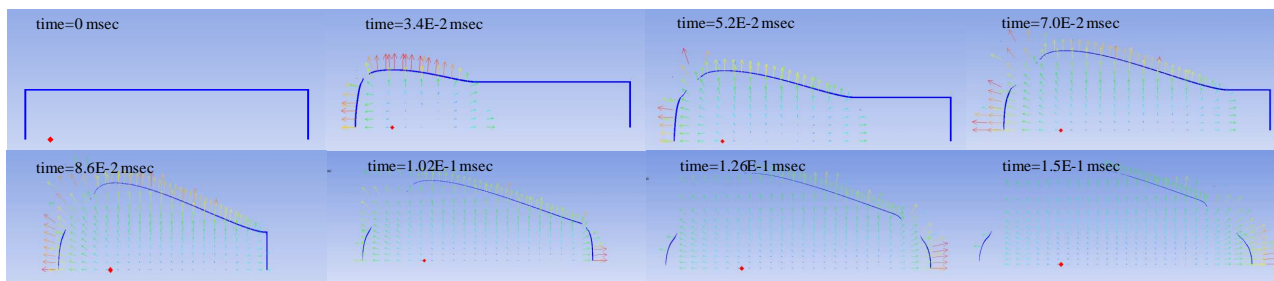 time=0 msec
time=3.4E-2 msec
time=5.2E-2 msec
time=7.0E-2 msec
time=8.6E-2 msec
time=1.02E-1 msec
time=1.26E-1 msec
time=1.5E-1 msec